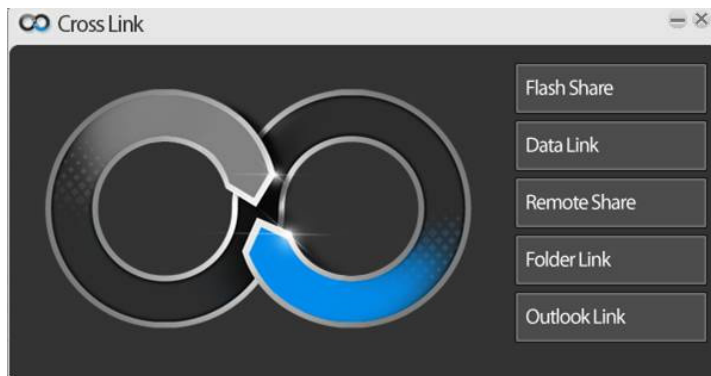 Cross Link
Flash Share
Data Link
Remote Share
Folder Link
Outlook Link